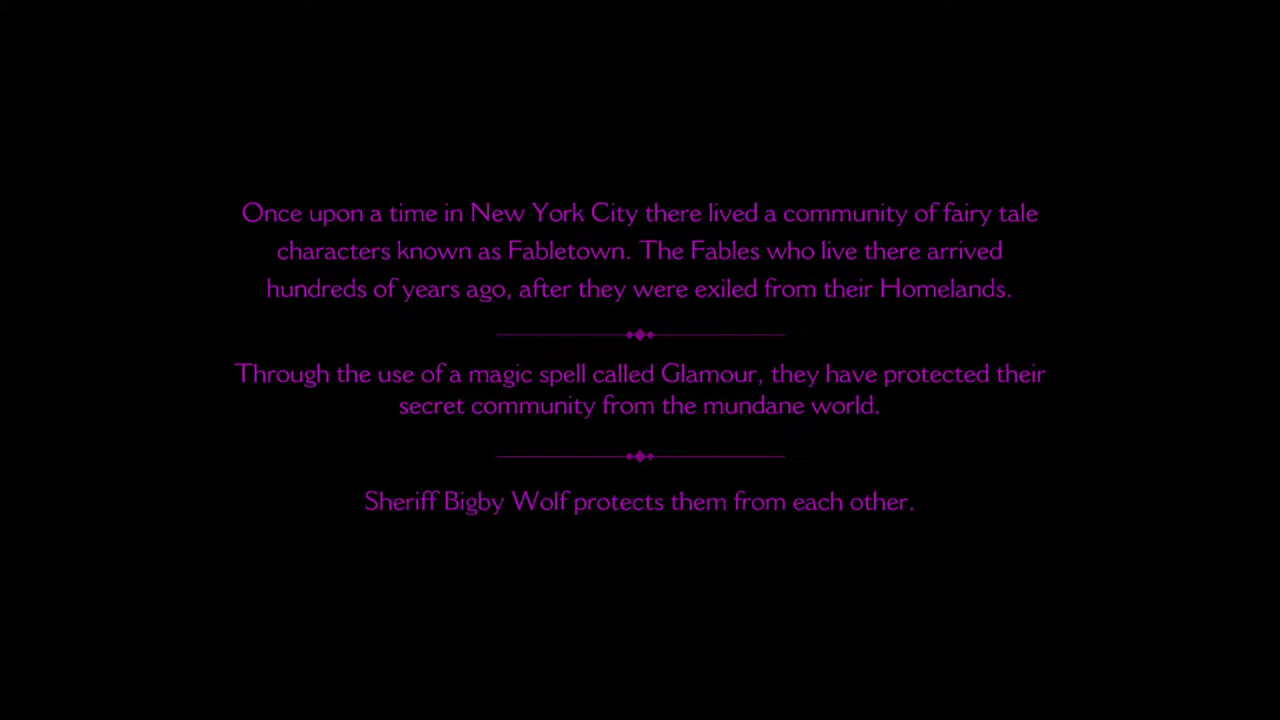 Once upon a time in New York City there lived a community of fairy tale
characters known as Fabletown. The Fables who live there arrived
hundreds of years ago, after they were exiled from their Homelands.
Through the use of a magic spell called Glamour, they have protected their
secret community from the mundane world.
Sheriff Bigby Wolf protects them from each other.